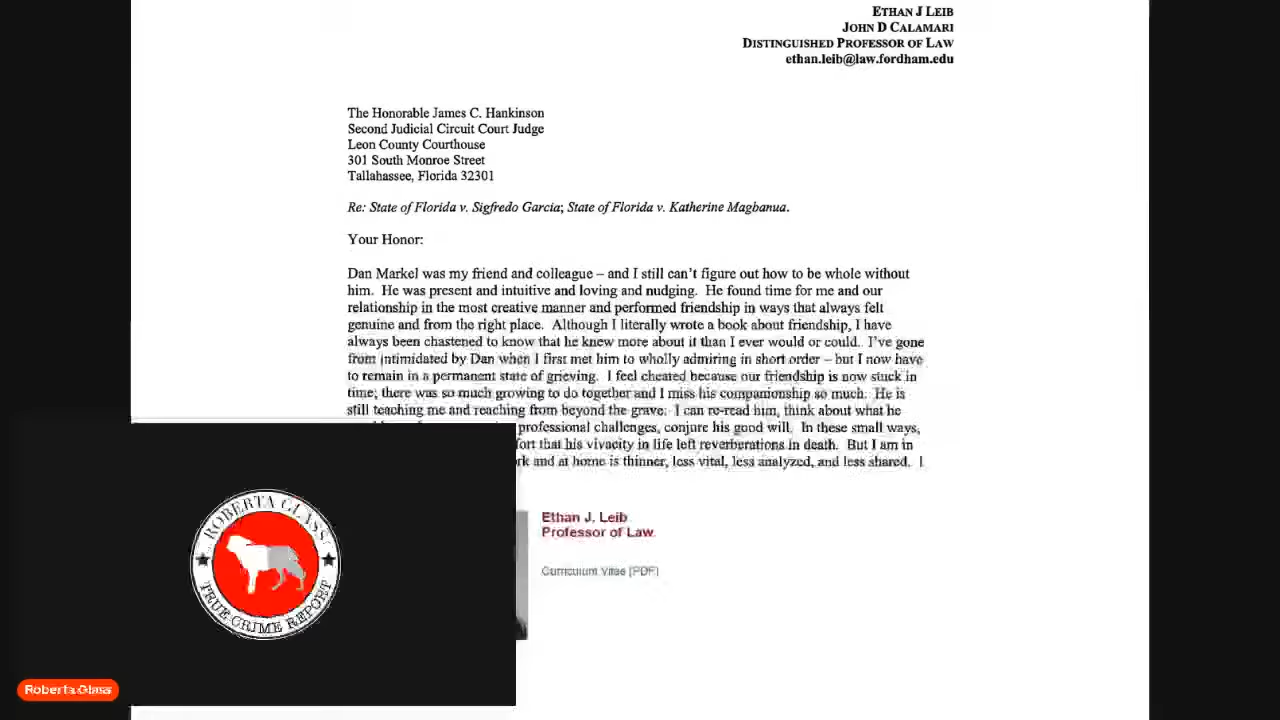 ETHAN J LEIB
JOHN D CALAMARI
DISTINGUISHED PROFESSOR OF LAW
ethan.leib@law.fordham.edu
The Honorable James C. Hankinson
Second Judicial Circuit Court Judge
Leon County Courthouse
301 South Monroe Street
Tallahassee, Florida 32301
Re: State of Florida v. Sigfredo Garcia; State of Florida v. Katherine Magbanua.
Your Honor:
Dan Markel was my friend and colleague – and I still can't figure out how to be whole without
him. He was present and intuitive and loving and nudging. He found time for me and our
relationship in the most creative manner and performed friendship in ways that always felt
genuine and from the right place. Although I literally wrote a book about friendship, I have
always been chastened to know that he knew more about it than I ever would or could. I've gone
from intimidated by Dan when I first met him to wholly admiring in short order – but I now have
to remain in a permanent state of grieving. I feel cheated because our friendship is now stuck in
time; there was so much growing to do together and I miss his companionship so much. He is
still teaching me and reaching from beyond the grave: I can re-read him, think about what he
professional challenges, conjure his good will. In these small ways,
fort that his vivacity in life left reverberations in death. But I am in
rk and at home is thinner, less vital, less analyzed, and less shared. I
Ethan J. Leib
Professor of Law
Curriculum Vitae [PDF]
ROBERTA GLASS
TRUE CRIME REPORT
Roberta Glass